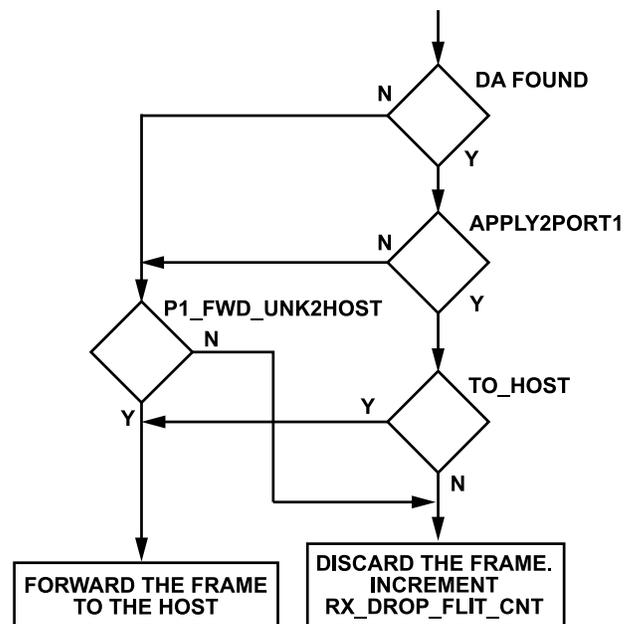 DA FOUND
N
Y
APPLY2PORT1
N
Y
P1_FWD_UNK2HOST
N
TO_HOST
Y
Y
N
FORWARD THE FRAME
TO THE HOST
DISCARD THE FRAME.
INCREMENT
RX_DROP_FLIT_CNT